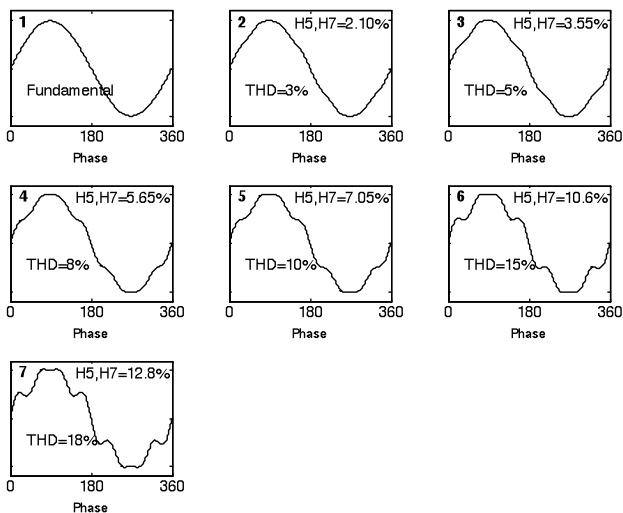 1
Fundamental
0 180 360
Phase
2 H5,H7=2.10%
THD=3%
0 180 360
Phase
3 H5,H7=3.55%
THD=5%
0 180 360
Phase
4 H5,H7=5.65%
THD=8%
0 180 360
Phase
5 H5,H7=7.05%
THD=10%
0 180 360
Phase
6 H5,H7=10.6%
THD=15%
0 180 360
Phase
7 H5,H7=12.8%
THD=18%
0 180 360
Phase